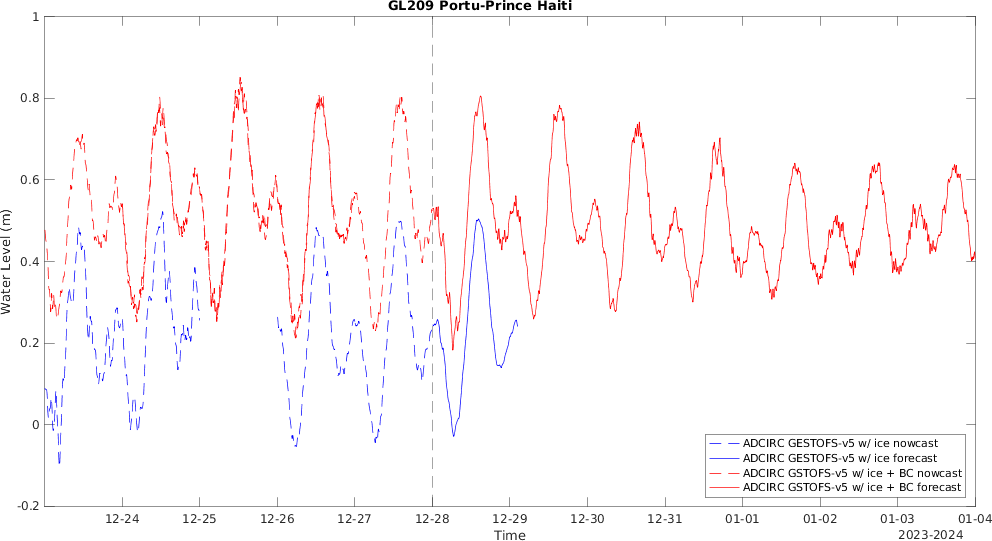 GL209 Portu-Prince Haiti
1
0.8
0.6
0.4
0.2
0
-0.2
Water Level (m)
12-24 12-25 12-26 12-27 12-28 12-29 12-30 12-31 01-01 01-02 01-03 01-04
Time
2023-2024
ADCIRC GESTOFS-v5 w/ ice nowcast
ADCIRC GESTOFS-v5 w/ ice forecast
ADCIRC GSTOFS-v5 w/ ice + BC nowcast
ADCIRC GSTOFS-v5 w/ ice + BC forecast